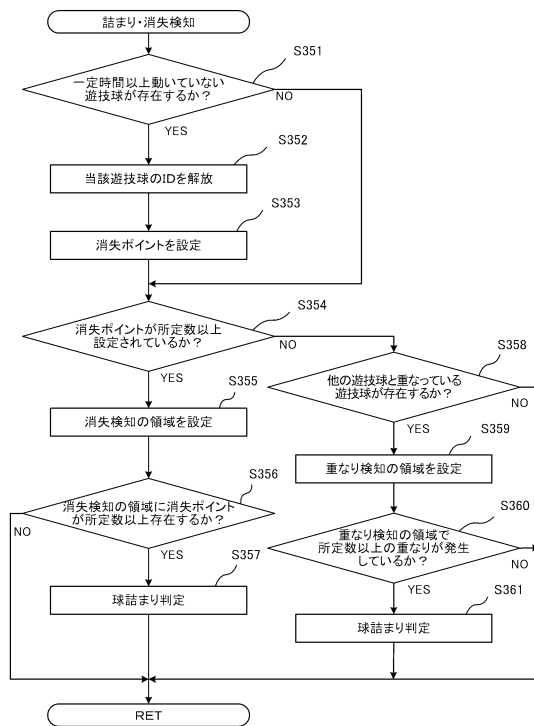 詰まり・消失検知
S351
一定時間以上動いていない
遊技球が存在するか？
NO
YES
S352
当該遊技球のIDを解放
S353
消失ポイントを設定
S354
消失ポイントが所定数以上
設定されているか？
NO
YES
S355
消失検知の領域を設定
S356
消失検知の領域に消失ポイント
が所定数以上存在するか？
NO
YES
S357
球詰まり判定
S358
他の遊技球と重なっている
遊技球が存在するか？
NO
YES
S359
重なり検知の領域を設定
S360
重なり検知の領域で
所定数以上の重なりが発生
しているか？
NO
YES
S361
球詰まり判定
RET